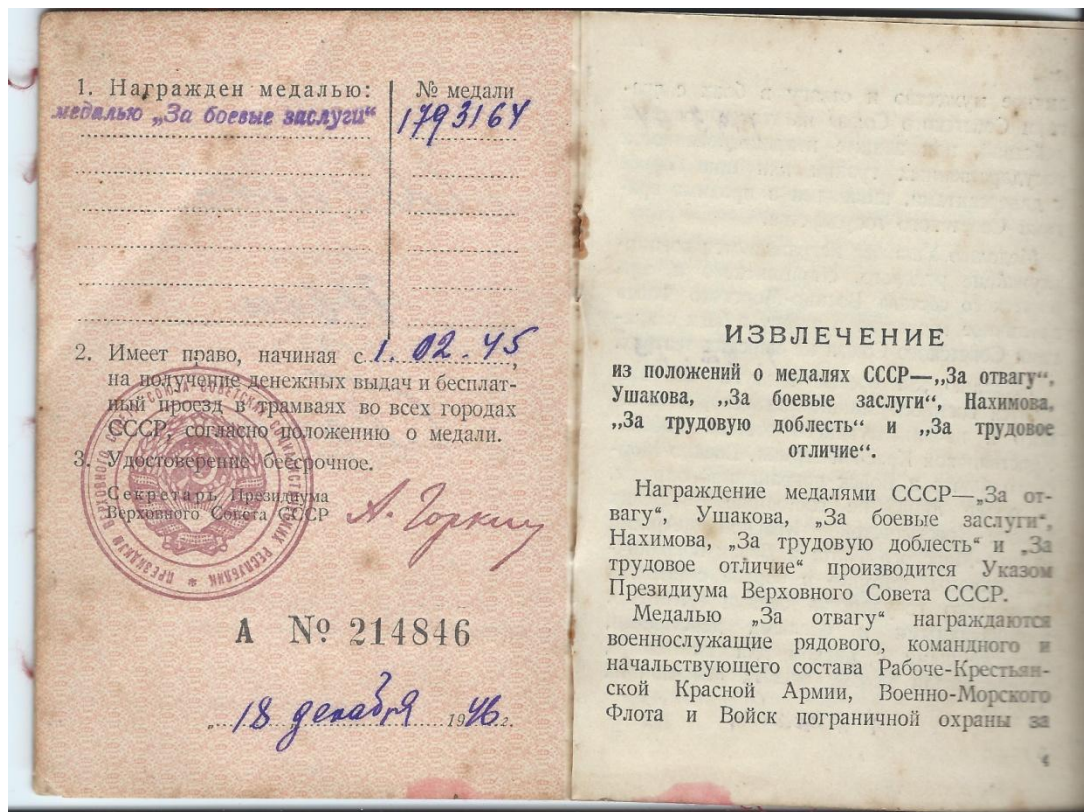 1. Награжден медалью:
№ медали
медалью „За боевые заслуги“
1793164
2. Имеет право, начиная с 1. 02. 45,
на получение денежных выдач и бесплат-
ный проезд в трамваях во всех городах
СССР, согласно положению о медали.
3. Удостоверение бессрочное.
Секретарь Президиума
Верховного Совета СССР
А. Горкин
А № 214846
„18 декабря 1946г.
ИЗВЛЕЧЕНИЕ
из положений о медалях СССР—„За отвагу“,
Ушакова, „За боевые заслуги“, Нахимова,
„За трудовую доблесть“ и „За трудовое
отличие“.
Награждение медалями СССР—„За от-
вагу“, Ушакова, „За боевые заслуги“,
Нахимова, „За трудовую доблесть“ и „За
трудовое отличие“ производится Указом
Президиума Верховного Совета СССР.
Медалью „За отвагу“ награждаются
военнослужащие рядового, командного и
начальствующего состава Рабоче-Крестьян-
ской Красной Армии, Военно-Морского
Флота и Войск пограничной охраны за
4